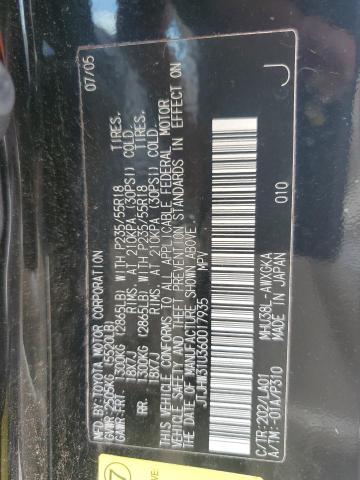 MFD. BY: TOYOTA MOTOR CORPORATION 07/05
GVWR: 2505KG (5520LB)
GAWR: FRT. 1300KG (2865LB) WITH P235/55R18 TIRES,
18X7J RIMS, AT 210KPA (30PSI) COLD.
RR. 1300KG (2865LB) WITH P235/55R18 TIRES,
18X7J RIMS, AT 210KPA (30PSI) COLD.
THIS VEHICLE CONFORMS TO ALL APPLICABLE FEDERAL MOTOR
VEHICLE SAFETY AND THEFT PREVENTION STANDARDS IN EFFECT ON
THE DATE OF MANUFACTURE SHOWN ABOVE.
JTJHW31U360017935 MPV
J
010
C/TR: 202/LA01 MHU38L-AWXGKA
A/TM: -01A/P310 MADE IN JAPAN
7